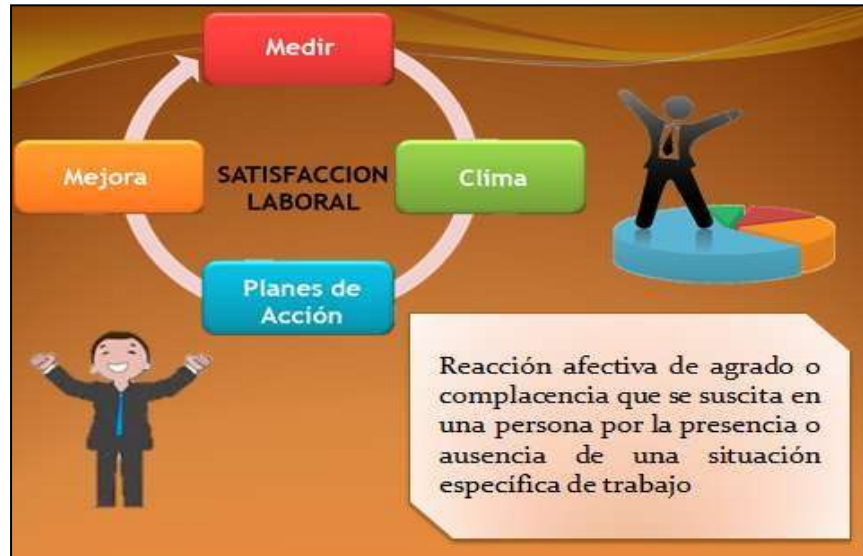 Medir
Mejora
SATISFACCION
LABORAL
Clima
Planes de
Acción
Reacción afectiva de agrado o
complacencia que se suscita en
una persona por la presencia o
ausencia de una situación
específica de trabajo